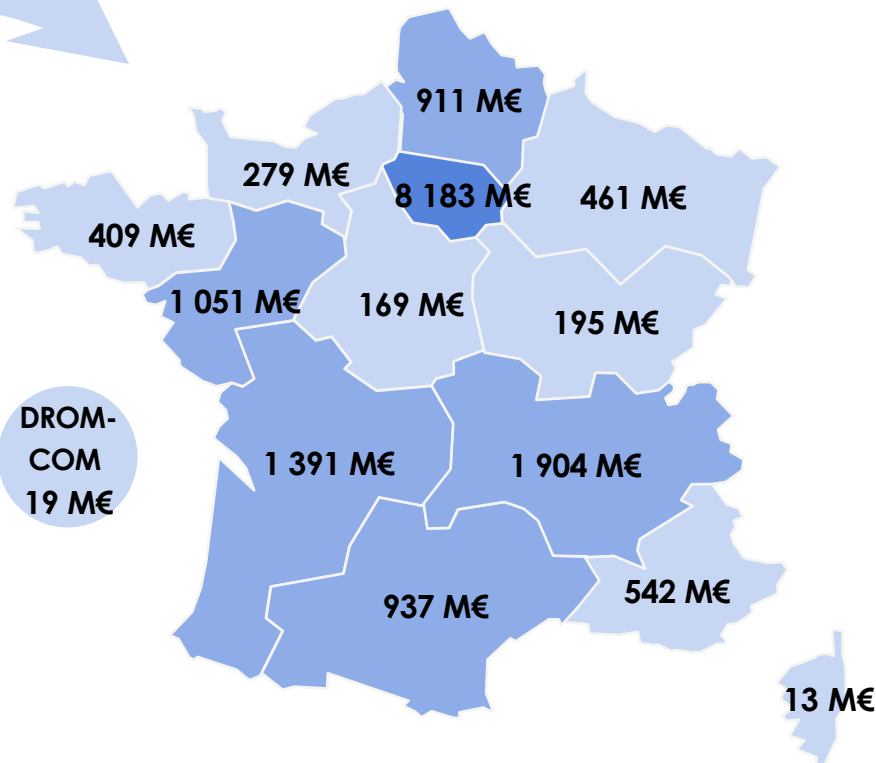 911 M€
279 M€
8 183 M€
461 M€
409 M€
1 051 M€
169 M€
195 M€
DROM-
COM
19 M€
1 391 M€
1 904 M€
937 M€
542 M€
13 M€